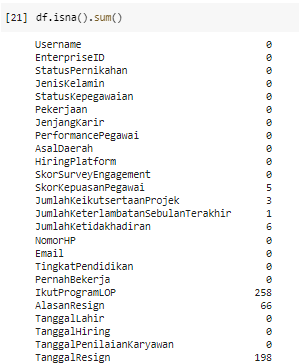 [21] df.isna().sum()
Username 0
EnterpriseID 0
StatusPernikahan 0
JenisKelamin 0
StatusKepegawaian 0
Pekerjaan 0
JenjangKarir 0
PerformancePegawai 0
AsalDaerah 0
HiringPlatform 0
SkorSurveyEngagement 0
SkorKepuasanPegawai 5
JumlahKeikutsertaanProjek 3
JumlahKeterlambatanSebulanTerakhir 1
JumlahKetidakhadiran 6
NomorHP 0
Email 0
TingkatPendidikan 0
PernahBekerja 0
IkutProgramLOP 258
AlasanResign 66
TanggalLahir 0
TanggalHiring 0
TanggalPenilaianKaryawan 0
TanggalResign 198